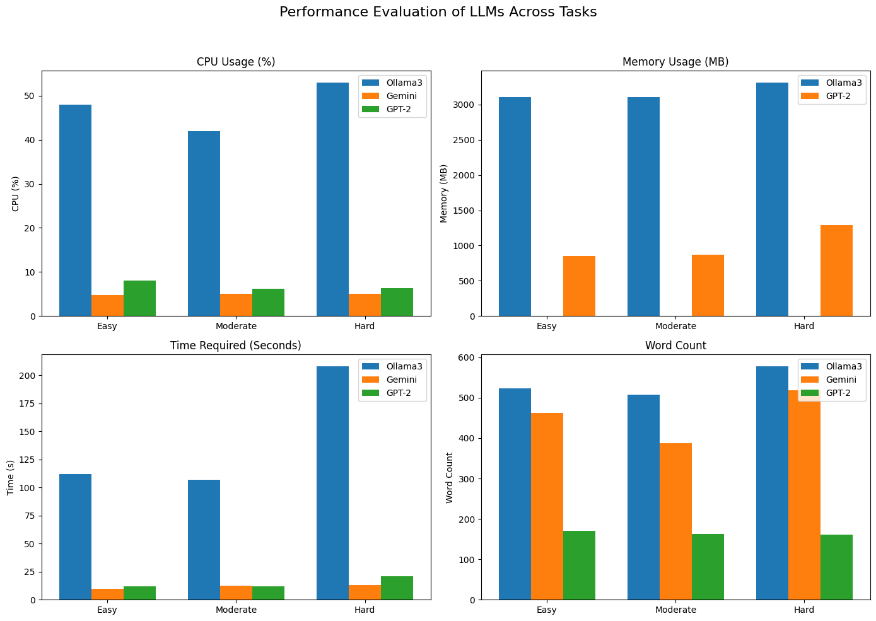 Performance Evaluation of LLMs Across Tasks
CPU Usage (%)
CPU (%)
50
40
30
20
10
0
Easy Moderate Hard
Ollama3
Gemini
GPT-2
Memory Usage (MB)
Memory (MB)
3000
2500
2000
1500
1000
500
0
Easy Moderate Hard
Ollama3
GPT-2
Time Required (Seconds)
Time (s)
200
175
150
125
100
75
50
25
0
Easy Moderate Hard
Ollama3
Gemini
GPT-2
Word Count
Word Count
600
500
400
300
200
100
0
Easy Moderate Hard
Ollama3
Gemini
GPT-2